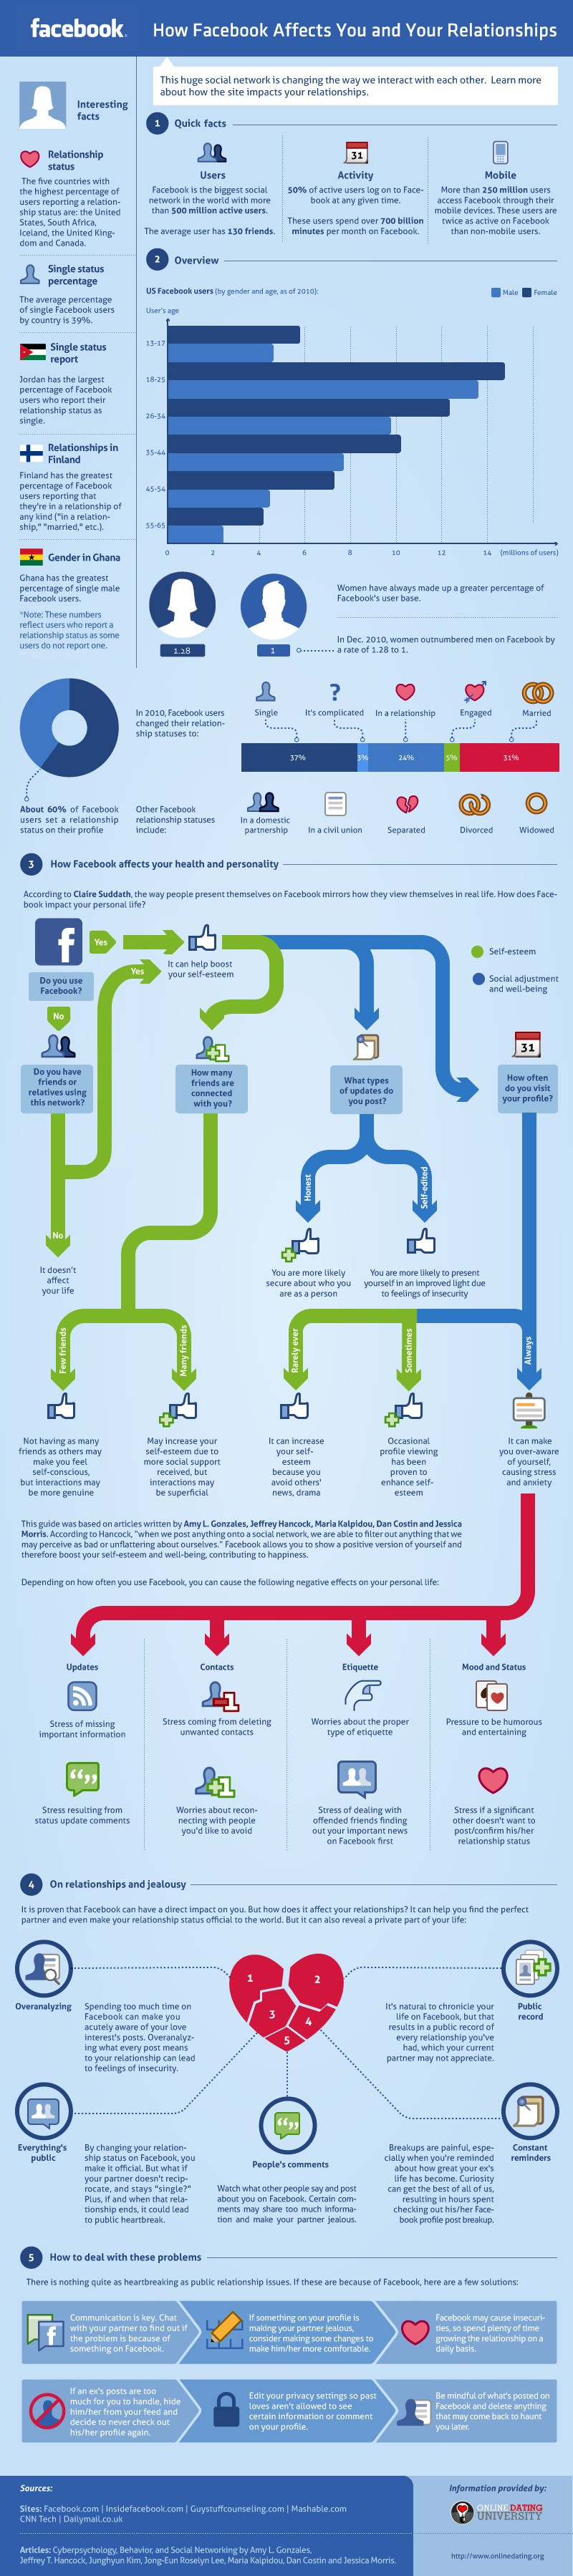 facebook
How Facebook Affects You and Your Relationships
This huge social network is changing the way we interact with each other. Learn more
about how the site impacts your relationships.
Interesting
facts
Relationship
status
The five countries with
the highest percentage of
users reporting a relation-
ship status are: the United
States, South Africa,
Iceland, the United King-
dom and Canada.
Single status
percentage
The average percentage
of single Facebook users
by country is 39%.
Single status
report
Jordan has the largest
percentage of Facebook
users who report their
relationship status as
single.
Relationships in
Finland
Finland has the greatest
percentage of Facebook
users reporting that
they're in a relationship of
any kind ("in a relation-
ship," "married," etc.).
Gender in Ghana
Ghana has the greatest
percentage of single male
Facebook users.
*Note: These numbers
reflect users who report a
relationship status as some
users do not report one.
1 Quick facts
Users
Facebook is the biggest social
network in the world with more
than 500 million active users.
The average user has 130 friends.
31
Activity
50% of active users log on to Face-
book at any given time.
These users spend over 700 billion
minutes per month on Facebook.
Mobile
More than 250 million users
access Facebook through their
mobile devices. These users are
twice as active on Facebook
than non-mobile users.
2 Overview
US Facebook users (by gender and age, as of 2010):
Male Female
User's age
13-17
18-25
26-34
35-44
45-54
55-65
0 2 4 6 8 10 12 14 (millions of users)
1.28
1
Women have always made up a greater percentage of
Facebook's user base.
In Dec. 2010, women outnumbered men on Facebook by
a rate of 1.28 to 1.
About 60% of Facebook
users set a relationship
status on their profile
In 2010, Facebook users
changed their relation-
ship statuses to:
Single It's complicated In a relationship Engaged Married
37% 3% 24% 5% 31%
Other Facebook
relationship statuses
include:
In a domestic
partnership
In a civil union
Separated
Divorced
Widowed
3 How Facebook affects your health and personality
According to Claire Suddath, the way people present themselves on Facebook mirrors how they view themselves in real life. How does Face-
book impact your personal life?
Do you use
Facebook?
Yes
It can help boost
your self-esteem
Self-esteem
Social adjustment
and well-being
Yes
No
Do you have
friends or
relatives using
this network?
How many
friends are
connected
with you?
What types
of updates do
you post?
31
How often
do you visit
your profile?
No
It doesn't
affect
your life
Honest
Self-edited
You are more likely
secure about who you
are as a person
You are more likely to present
yourself in an improved light due
to feelings of insecurity
Few friends
Many friends
Rarely ever
Sometimes
Always
Not having as many
friends as others may
make you feel
self-conscious,
but interactions may
be more genuine
May increase your
self-esteem due to
more social support
received, but
interactions may
be superficial
It can increase
your self-
esteem
because you
avoid others'
news, drama
Occasional
profile viewing
has been
proven to
enhance self-
esteem
It can make
you over-aware
of yourself,
causing stress
and anxiety
This guide was based on articles written by Amy L. Gonzales, Jeffrey Hancock, Maria Kalpidou, Dan Costin and Jessica
Morris. According to Hancock, "when we post anything onto a social network, we are able to filter out anything that we
may perceive as bad or unflattering about ourselves." Facebook allows you to show a positive version of yourself and
therefore boost your self-esteem and well-being, contributing to happiness.
Depending on how often you use Facebook, you can cause the following negative effects on your personal life:
Updates
Stress of missing
important information
Stress resulting from
status update comments
Contacts
Stress coming from deleting
unwanted contacts
Worries about recon-
necting with people
you'd like to avoid
Etiquette
Worries about the proper
type of etiquette
Stress of dealing with
offended friends finding
out your important news
on Facebook first
Mood and Status
Pressure to be humorous
and entertaining
Stress if a significant
other doesn't want to
post/confirm his/her
relationship status
4 On relationships and jealousy
It is proven that Facebook can have a direct impact on you. But how does it affect your relationships? It can help you find the perfect
partner and even make your relationship status official to the world. But it can also reveal a private part of your life:
1
2
3
4
5
Overanalyzing
Spending too much time on
Facebook can make you
acutely aware of your love
interest's posts. Overanalyz-
ing what every post means
to your relationship can lead
to feelings of insecurity.
Public
record
It's natural to chronicle your
life on Facebook, but that
results in a public record of
every relationship you've
had, which your current
partner may not appreciate.
Everything's
public
By changing your relation-
ship status on Facebook, you
make it official. But what if
your partner doesn't recip-
rocate, and stays "single?"
Plus, if and when that rela-
tionship ends, it could lead
to public heartbreak.
People's comments
Watch what other people say and post
about you on Facebook. Certain com-
ments may share too much informa-
tion and make your partner jealous.
Constant
reminders
Breakups are painful, espe-
cially when you're reminded
about how great your ex's
life has become. Curiosity
can get the best of all of us,
resulting in hours spent
checking out his/her Face-
book profile post breakup.
5 How to deal with these problems
There is nothing quite as heartbreaking as public relationship issues. If these are because of Facebook, here are a few solutions:
Communication is key. Chat
with your partner to find out if
the problem is because of
something on Facebook.
If something on your profile is
making your partner jealous,
consider making some changes to
make him/her more comfortable.
Facebook may cause insecuri-
ties, so spend plenty of time
growing the relationship on a
daily basis.
If an ex's posts are too
much for you to handle, hide
him/her from your feed and
decide to never check out
his/her profile again.
Edit your privacy settings so past
loves aren't allowed to see
certain information or comment
on your profile.
Be mindful of what's posted on
Facebook and delete anything
that may come back to haunt
you later.
Sources:
Sites: Facebook.com | Insidefacebook.com | Guystuffcounseling.com | Mashable.com
CNN Tech | Dailymail.co.uk
Articles: Cyberpsychology, Behavior, and Social Networking by Amy L. Gonzales,
Jeffrey T. Hancock, Junghyun Kim, Jong-Eun Roselyn Lee, Maria Kalpidou, Dan Costin and Jessica Morris.
Information provided by:
ONLINE DATING
UNIVERSITY
http://www.onlinedating.org